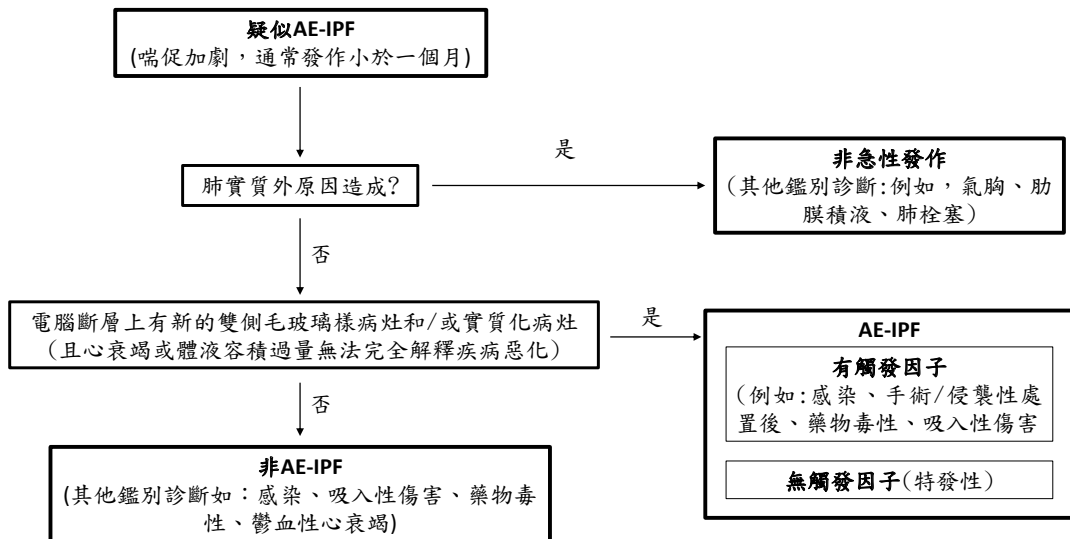 疑似AE-IPF
(喘促加劇，通常發作小於一個月)
是
肺實質外原因造成?
非急性發作
（其他鑑別診斷:例如，氣胸、肋
膜積液、肺栓塞）
否
電腦斷層上有新的雙側毛玻璃樣病灶和/或實質化病灶
（且心衰竭或體液容積過量無法完全解釋疾病惡化）
是
AE-IPF
有觸發因子
（例如:感染、手術/侵襲性處
置後、藥物毒性、吸入性傷害
無觸發因子(特發性）
否
非AE-IPF
(其他鑑別診斷如：感染、吸入性傷害、藥物毒
性、鬱血性心衰竭)